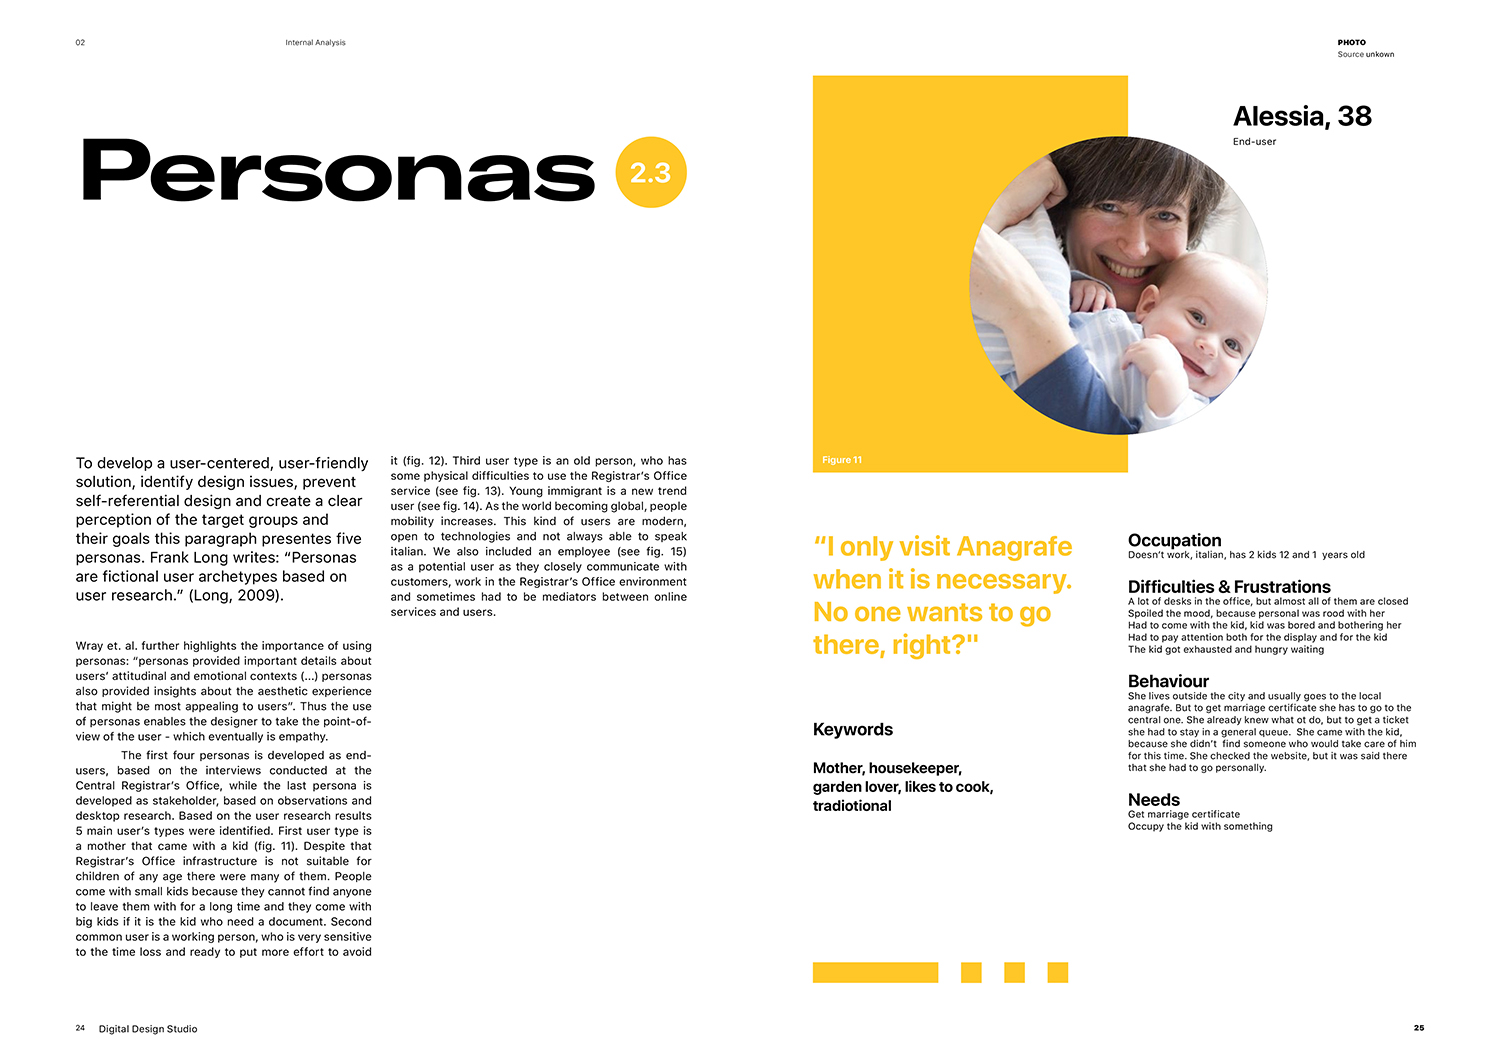 02
Internal Analysis
Personas
2.3
To develop a user-centered, user-friendly
solution, identify design issues, prevent
self-referential design and create a clear
perception of the target groups and
their goals this paragraph presentes five
personas. Frank Long writes: “Personas
are fictional user archetypes based on
user research.” (Long, 2009).
Wray et. al. further highlights the importance of using
personas: “personas provided important details about
users’ attitudinal and emotional contexts (...) personas
also provided insights about the aesthetic experience
that might be most appealing to users”. Thus the use
of personas enables the designer to take the point-of-
view of the user - which eventually is empathy.
The first four personas is developed as end-
users, based on the interviews conducted at the
Central Registrar’s Office, while the last persona is
developed as stakeholder, based on observations and
desktop research. Based on the user research results
5 main user’s types were identified. First user type is
a mother that came with a kid (fig. 11). Despite that
Registrar’s Office infrastructure is not suitable for
children of any age there were many of them. People
come with small kids because they cannot find anyone
to leave them with for a long time and they come with
big kids if it is the kid who need a document. Second
common user is a working person, who is very sensitive
to the time loss and ready to put more effort to avoid
it (fig. 12). Third user type is an old person, who has
some physical difficulties to use the Registrar’s Office
service (see fig. 13). Young immigrant is a new trend
user (see fig. 14). As the world becoming global, people
mobility increases. This kind of users are modern,
open to technologies and not always able to speak
italian. We also included an employee (see fig. 15)
as a potential user as they closely communicate with
customers, work in the Registrar’s Office environment
and sometimes had to be mediators between online
services and users.
24 Digital Design Studio
PHOTO
Source unkown
Alessia, 38
End-user
Figure 11
“I only visit Anagrafe
when it is necessary.
No one wants to go
there, right?"
Keywords
Mother, housekeeper,
garden lover, likes to cook,
tradiotional
Occupation
Doesn’t work, italian, has 2 kids 12 and 1 years old
Difficulties & Frustrations
A lot of desks in the office, but almost all of them are closed
Spoiled the mood, because personal was rood with her
Had to come with the kid, kid was bored and bothering her
Had to pay attention both for the display and for the kid
The kid got exhausted and hungry waiting
Behaviour
She lives outside the city and usually goes to the local
anagrafe. But to get marriage certificate she has to go to the
central one. She already knew what ot do, but to get a ticket
she had to stay in a general queue. She came with the kid,
because she didn’t find someone who would take care of him
for this time. She checked the website, but it was said there
that she had to go personally.
Needs
Get marriage certificate
Occupy the kid with something
25